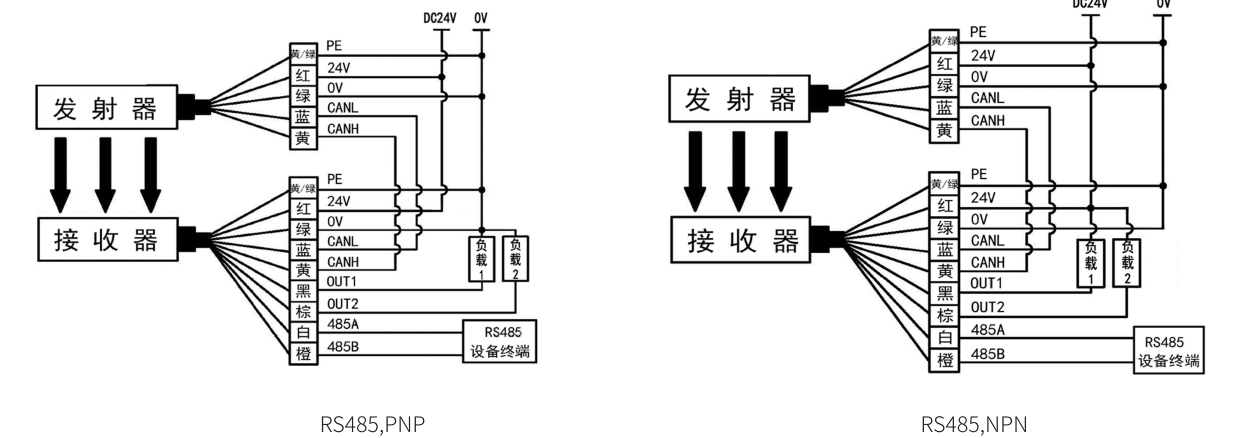 DC24V 0V
黄/绿 PE
红 24V
发射器
绿 0V
蓝 CANL
黄 CANH
黄/绿 PE
红 24V
接收器
绿 0V
蓝 CANL
黄 CANH
黑 OUT1
棕 OUT2
白 485A
橙 485B
负载1
负载2
RS485
设备终端
RS485,PNP
DC24V 0V
黄/绿 PE
红 24V
发射器
绿 0V
蓝 CANL
黄 CANH
黄/绿 PE
红 24V
接收器
绿 0V
蓝 CANL
黄 CANH
黑 OUT1
棕 OUT2
白 485A
橙 485B
负载1
负载2
RS485
设备终端
RS485,NPN